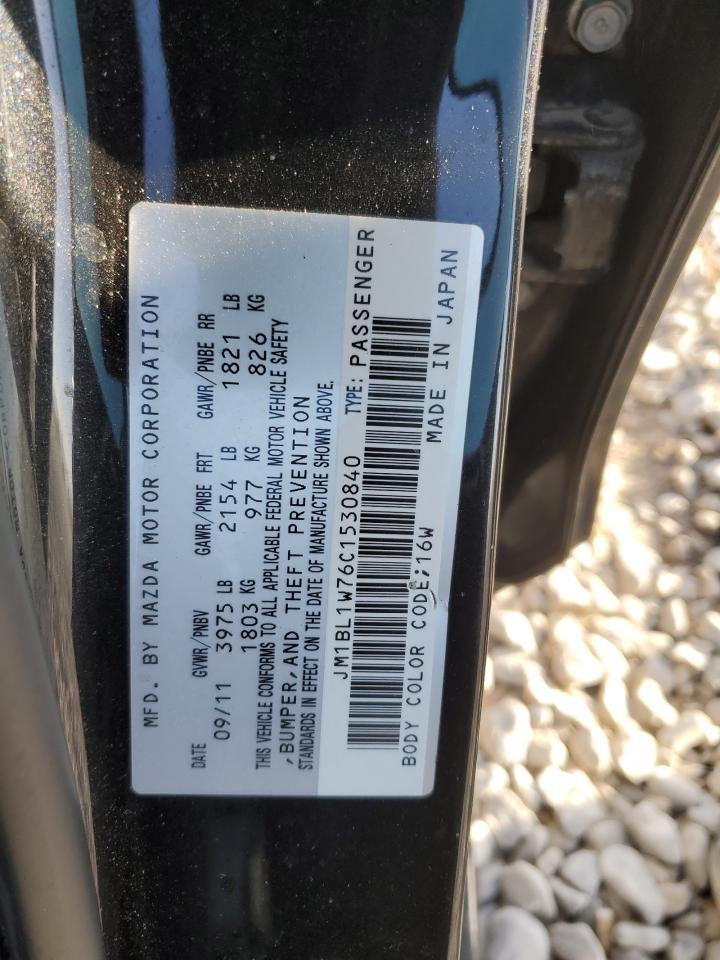 MFD. BY MAZDA MOTOR CORPORATION
DATE GVWR/PNBV GAWR/PNBE FRT GAWR/PNBE RR
09/11 3975 LB 2154 LB 1821 LB
1803 KG 977 KG 826 KG
THIS VEHICLE CONFORMS TO ALL APPLICABLE FEDERAL MOTOR VEHICLE SAFETY
,BUMPER,AND THEFT PREVENTION
STANDARDS IN EFFECT ON THE DATE OF MANUFACTURE SHOWN ABOVE.
JM1BL1W76C1530840 TYPE: PASSENGER
BODY COLOR CODE:16W
MADE IN JAPAN